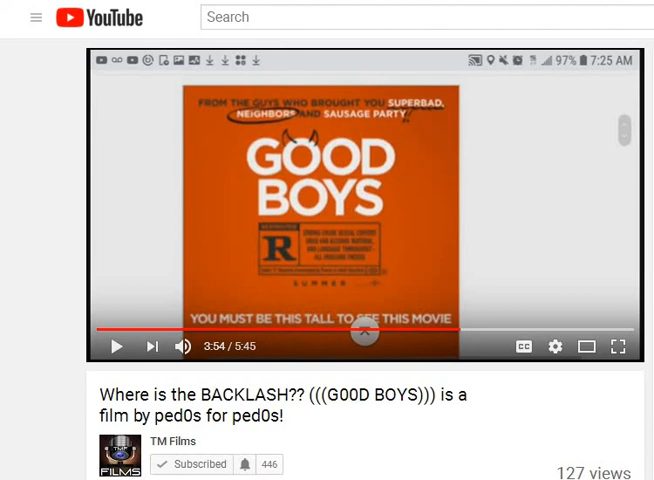 YouTube
Search
97% 7:25 AM
FROM THE GUYS WHO BROUGHT YOU SUPERBAD,
NEIGHBORS AND SAUSAGE PARTY
GOOD
BOYS
R
SUMMER
YOU MUST BE THIS TALL TO SEE THIS MOVIE
3:54 / 5:45
CC
Where is the BACKLASH?? (((G00D BOYS))) is a
film by ped0s for ped0s!
TM Films
FILMS
Subscribed 446
127 views